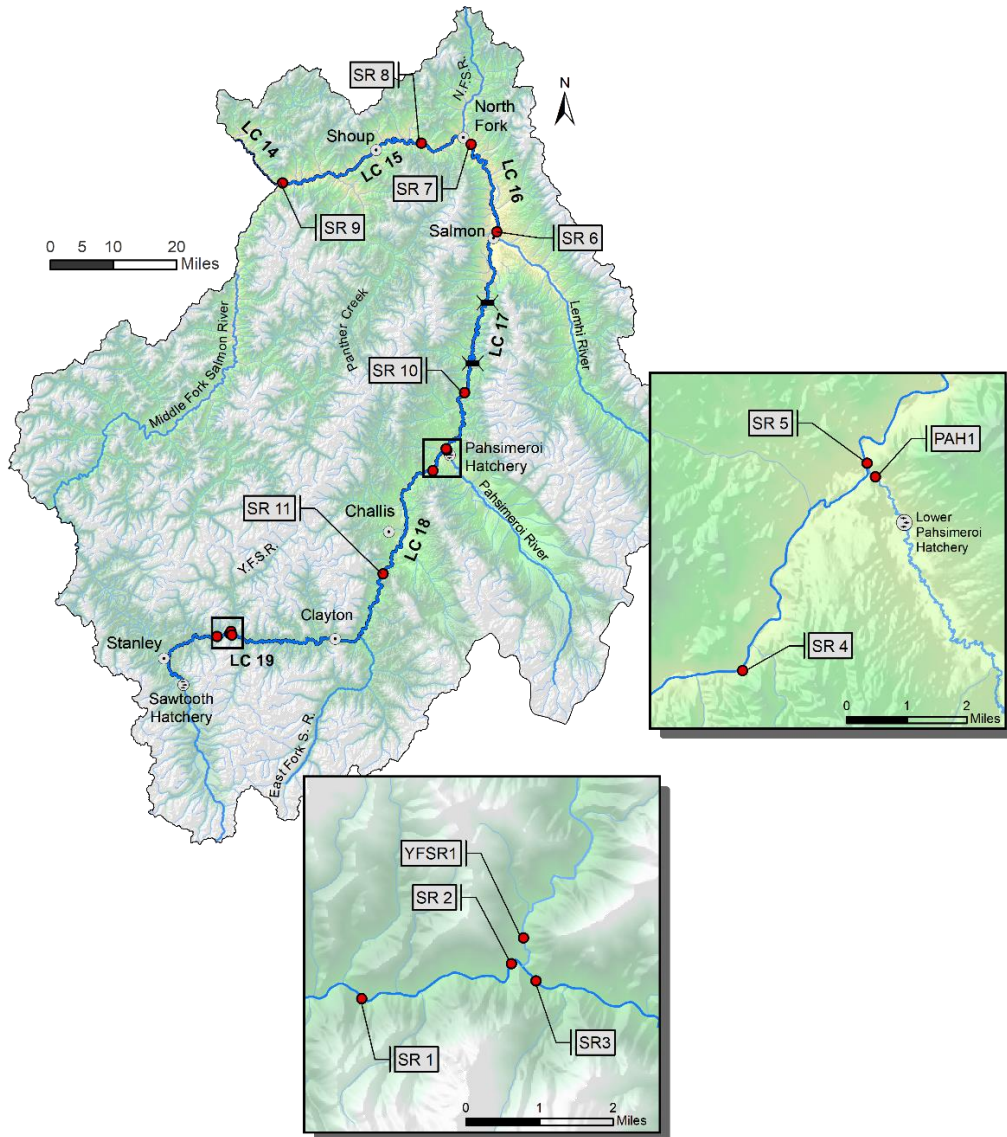 SR 8
N.F.S.R.
North
Fork
N
Shoup
LC 14
LC 15
SR 7
LC 16
SR 9
Salmon
SR 6
0 5 10 20
Miles
Middle Fork Salmon River
Panther Creek
Lemhi River
LC 17
SR 10
Pahsimeroi
Hatchery
Pahsimeroi River
SR 11
Challis
LC 18
Y.F.S.R.
Clayton
Stanley
LC 19
Sawtooth
Hatchery
East Fork S. R.
SR 5
PAH1
Lower
Pahsimeroi
Hatchery
SR 4
0 1 2
Miles
YFSR1
SR 2
SR3
SR 1
0 1 2
Miles